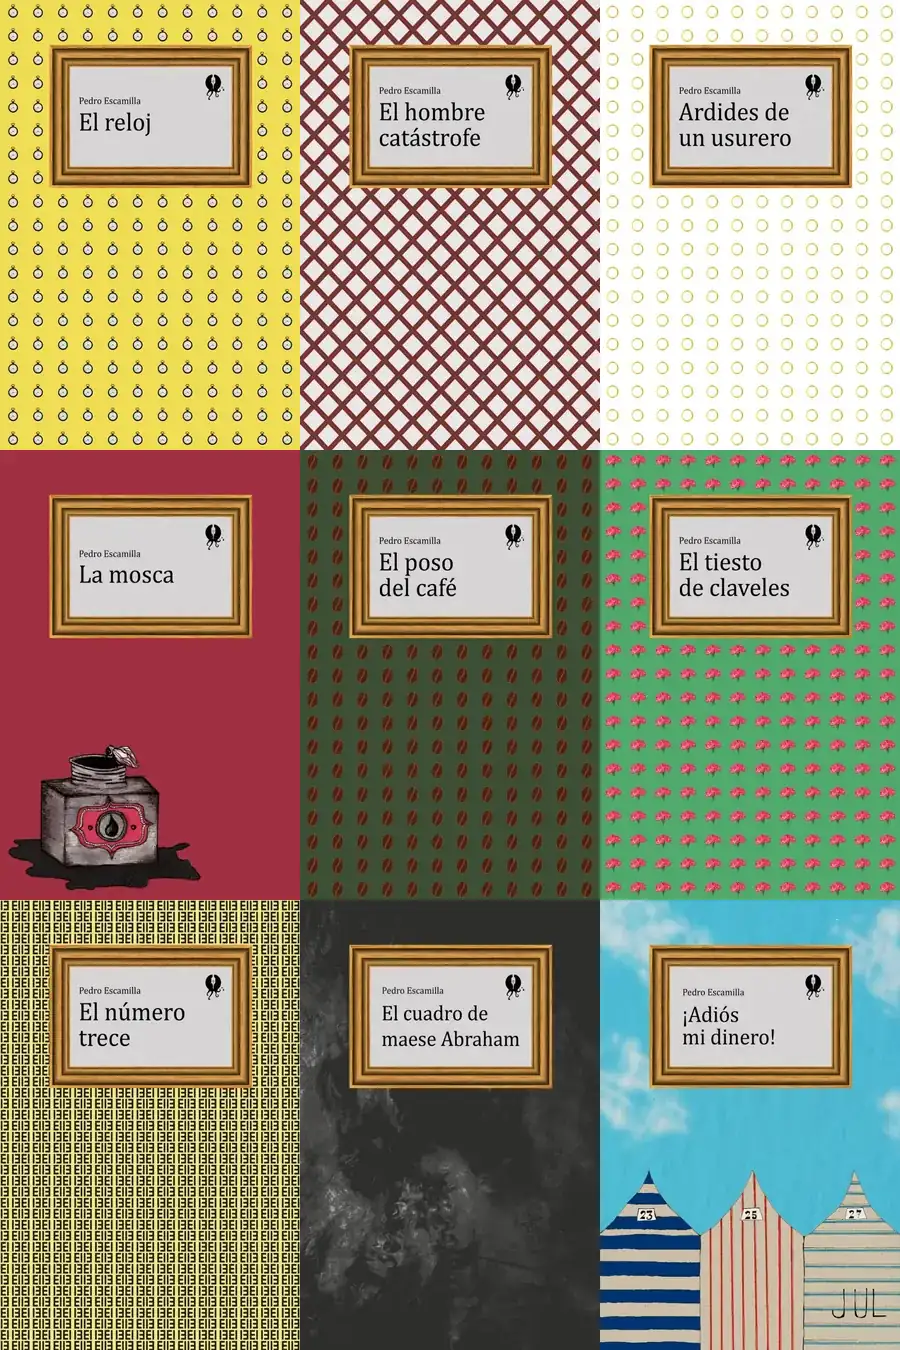 Pedro Escamilla
El reloj
Pedro Escamilla
El hombre
catástrofe
Pedro Escamilla
Ardides de
un usurero
Pedro Escamilla
La mosca
Pedro Escamilla
El poso
del café
Pedro Escamilla
El tiesto
de claveles
Pedro Escamilla
El número
trece
Pedro Escamilla
El cuadro de
maese Abraham
Pedro Escamilla
¡Adiós
mi dinero!
23
25
27
JUL